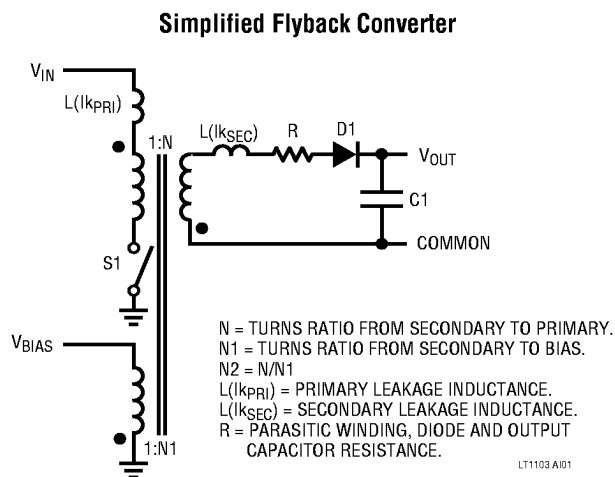 Simplified Flyback Converter
VIN
L(lkPRI)
1:N
L(lkSEC)
R
D1
VOUT
C1
COMMON
S1
VBIAS
1:N1
N = TURNS RATIO FROM SECONDARY TO PRIMARY.
N1 = TURNS RATIO FROM SECONDARY TO BIAS.
N2 = N/N1
L(lkPRI) = PRIMARY LEAKAGE INDUCTANCE.
L(lkSEC) = SECONDARY LEAKAGE INDUCTANCE.
R = PARASITIC WINDING, DIODE AND OUTPUT
CAPACITOR RESISTANCE.
LT1103 AI01